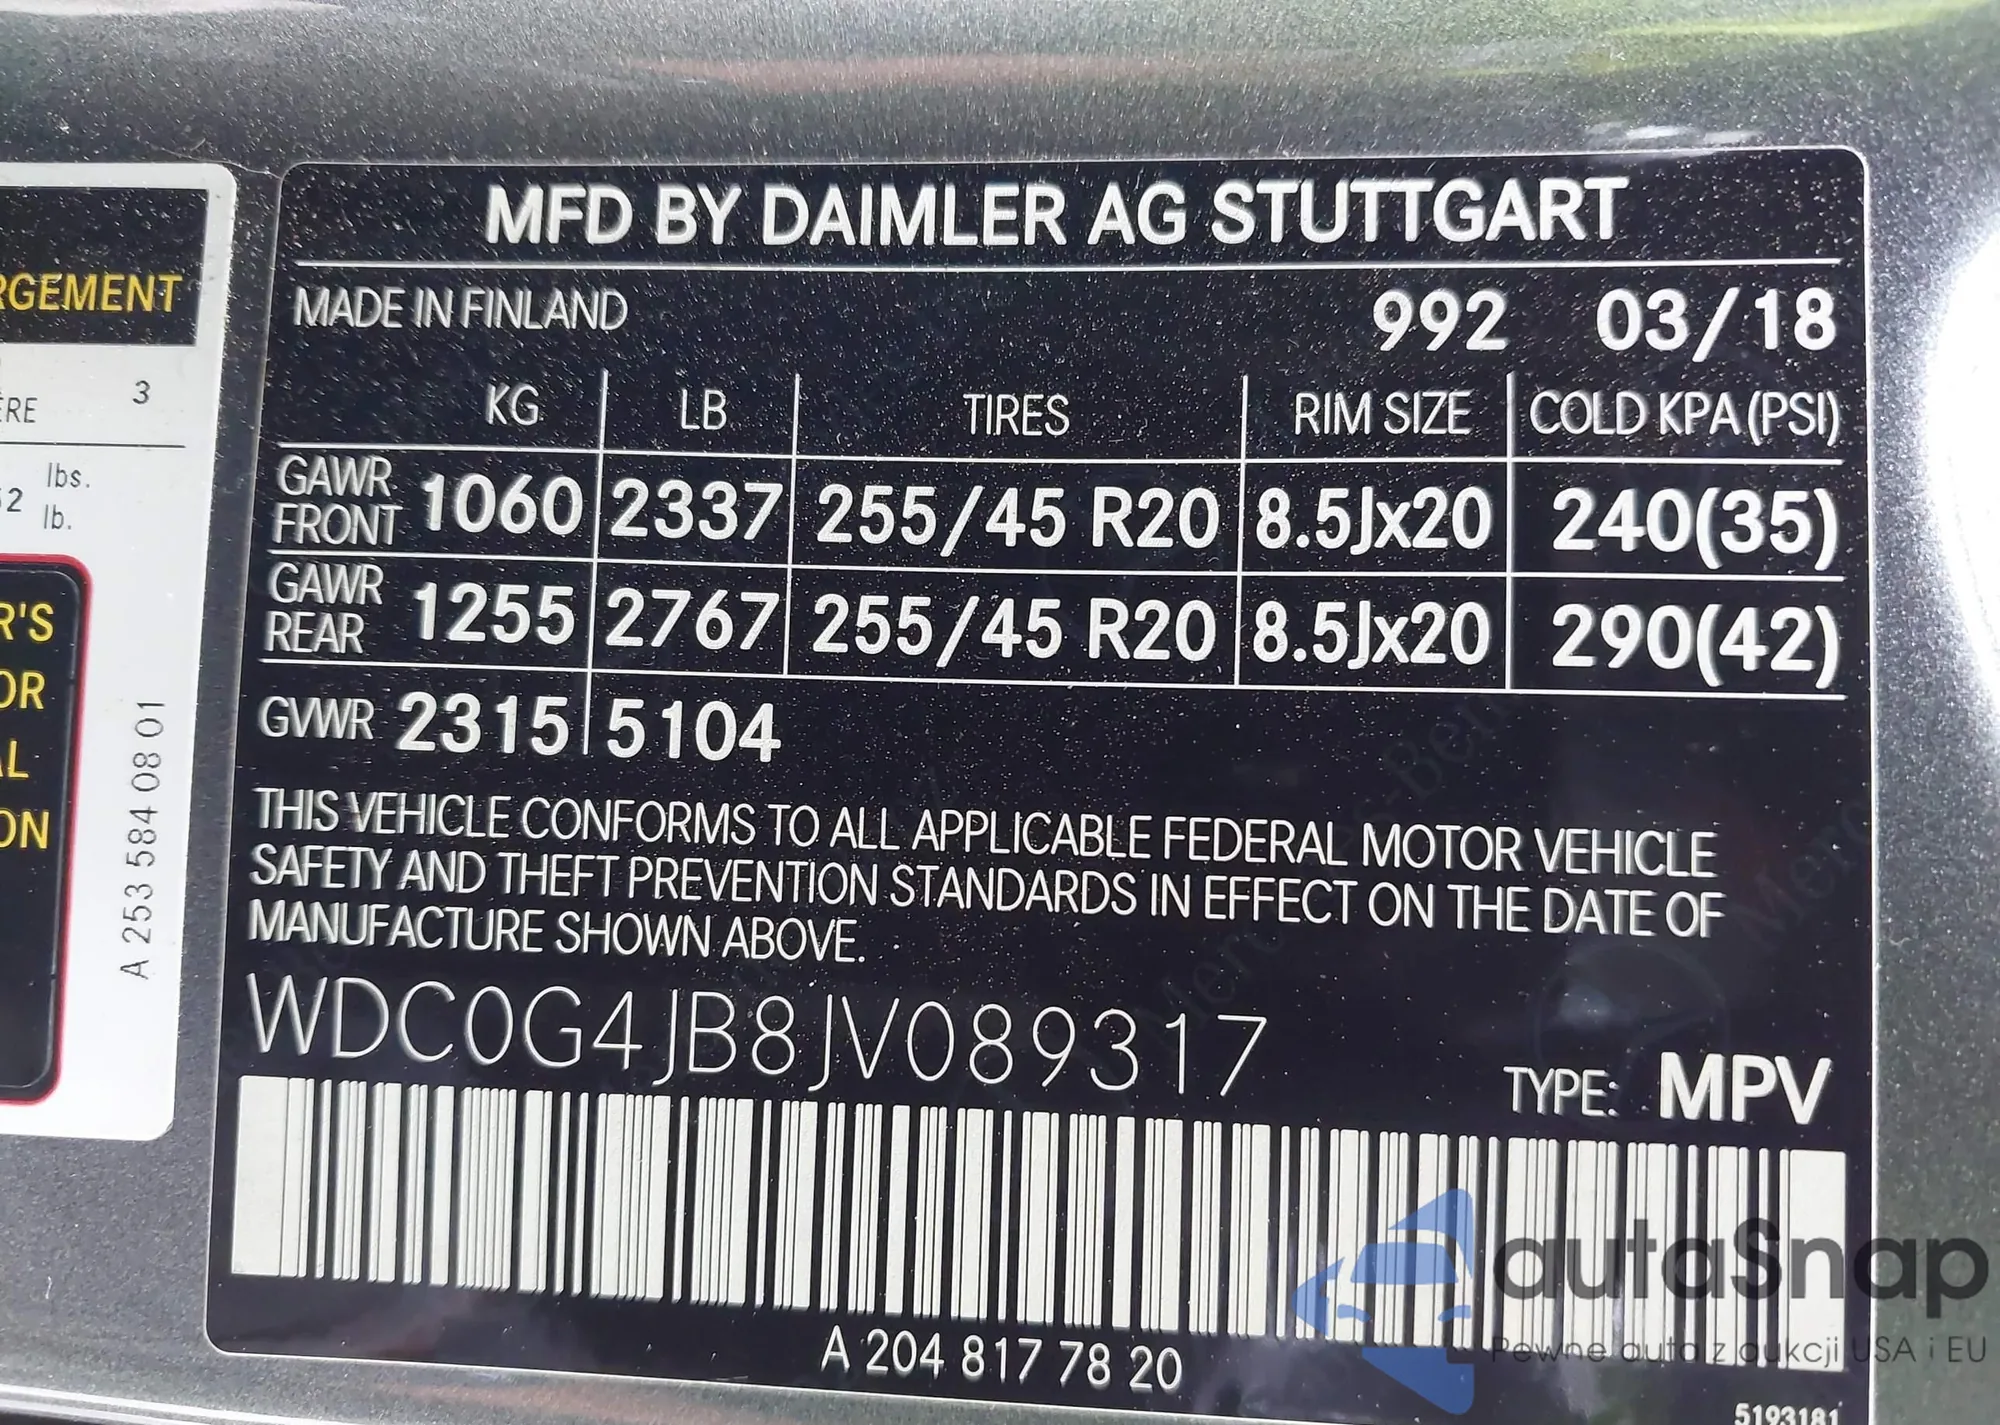 RGEMENT
3
lbs.
lb.
R'S
OR
AL
ON
A 253 584 08 01
MFD BY DAIMLER AG STUTTGART
MADE IN FINLAND 992 03/18
KG LB TIRES RIM SIZE COLD KPA (PSI)
GAWR FRONT 1060 2337 255/45 R20 8.5Jx20 240(35)
GAWR REAR 1255 2767 255/45 R20 8.5Jx20 290(42)
GVWR 2315 5104
THIS VEHICLE CONFORMS TO ALL APPLICABLE FEDERAL MOTOR VEHICLE
SAFETY AND THEFT PREVENTION STANDARDS IN EFFECT ON THE DATE OF
MANUFACTURE SHOWN ABOVE.
WDC0G4JB8JV089317
TYPE: MPV
A 204 817 78 20
5193181
autaSnap
Pewne auta z aukcji USA i EU